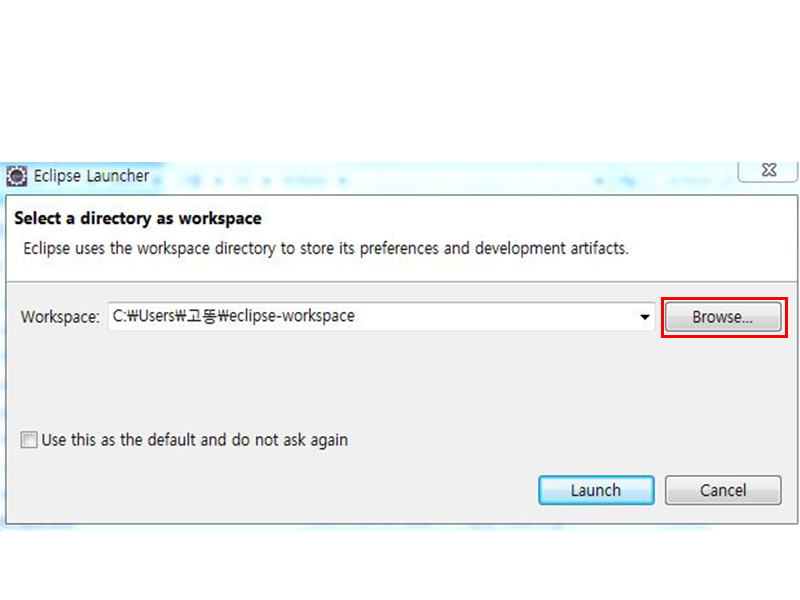 Eclipse Launcher
Select a directory as workspace
Eclipse uses the workspace directory to store its preferences and development artifacts.
Workspace: C:₩Users₩고똥₩eclipse-workspace Browse...
Use this as the default and do not ask again
Launch Cancel